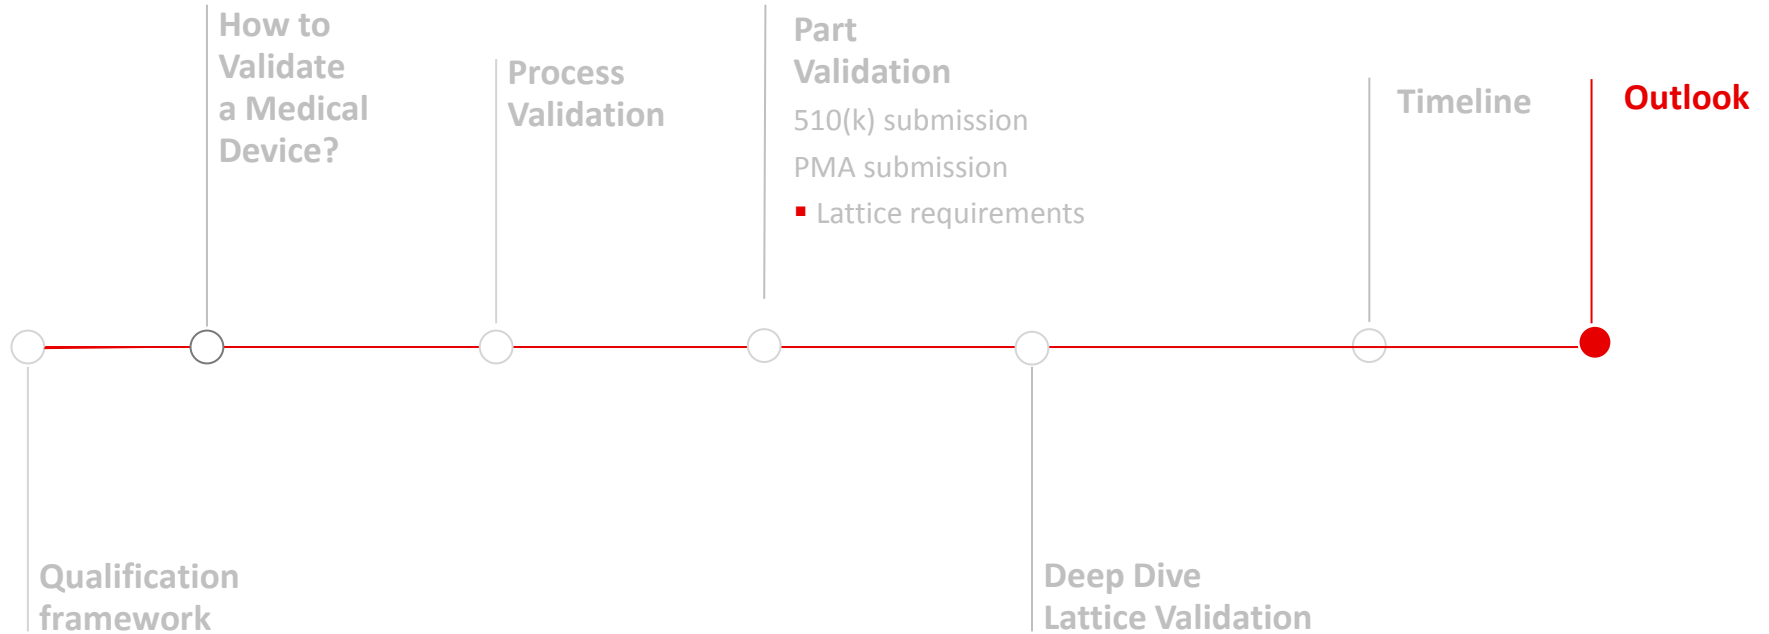 How to
Validate
a Medical
Device?
Process
Validation
Part
Validation
510(k) submission
PMA submission
Lattice requirements
Timeline
Outlook
Qualification
framework
Deep Dive
Lattice Validation